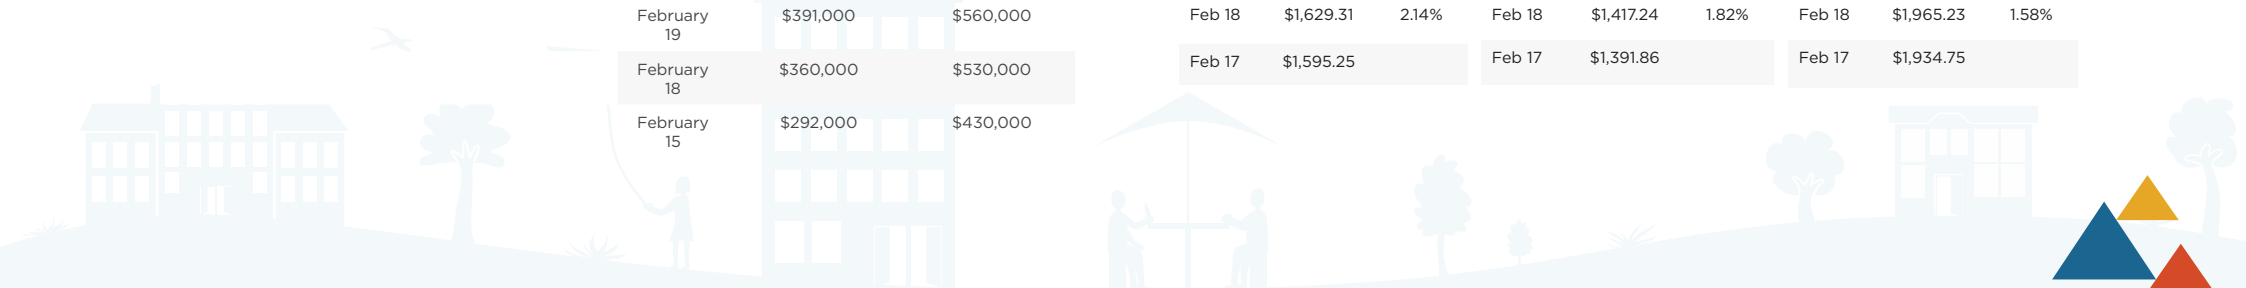 February 19 $391,000 $560,000
February 18 $360,000 $530,000
February 15 $292,000 $430,000
Feb 18 $1,629.31 2.14%
Feb 17 $1,595.25
Feb 18 $1,417.24 1.82%
Feb 17 $1,391.86
Feb 18 $1,965.23 1.58%
Feb 17 $1,934.75